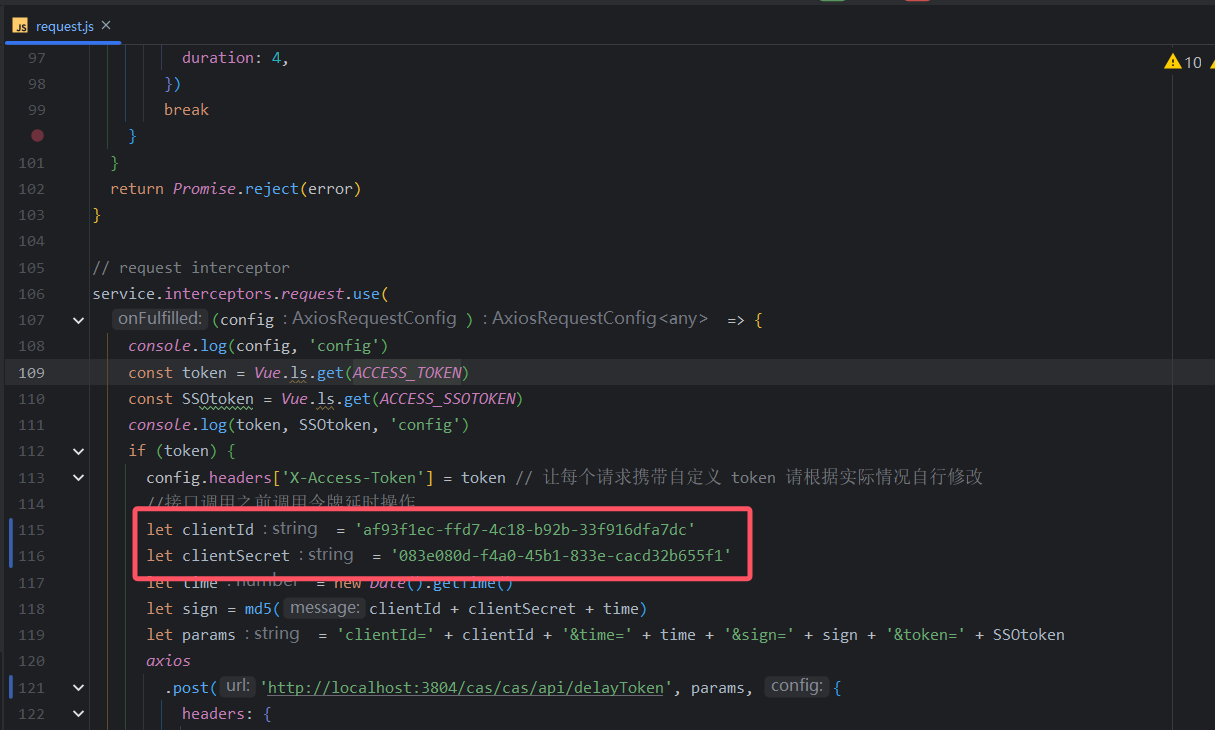 JS request.js ×
97 duration: 4,
98 })
99 break
}
101 }
102 return Promise.reject(error)
103 }
104
105 // request interceptor
106 service.interceptors.request.use(
107 onFulfilled: (config : AxiosRequestConfig ) : AxiosRequestConfig<any> => {
108 console.log(config, 'config')
109 const token = Vue.ls.get(ACCESS_TOKEN)
110 const SSOtoken = Vue.ls.get(ACCESS_SSOTOKEN)
111 console.log(token, SSOtoken, 'config')
112 if (token) {
113 config.headers['X-Access-Token'] = token // 让每个请求携带自定义 token 请根据实际情况自行修改
114 //接口调用之前调用令牌延时操作
115 let clientId : string = 'af93f1ec-ffd7-4c18-b92b-33f916dfa7dc'
116 let clientSecret : string = '083e080d-f4a0-45b1-833e-cacd32b655f1'
117 let time : number = new Date().getTime()
118 let sign = md5( message: clientId + clientSecret + time)
119 let params : string = 'clientId=' + clientId + '&time=' + time + '&sign=' + sign + '&token=' + SSOtoken
120 axios
121 .post( url: 'http://localhost:3804/cas/cas/api/delayToken', params, config: {
122 headers: {
10